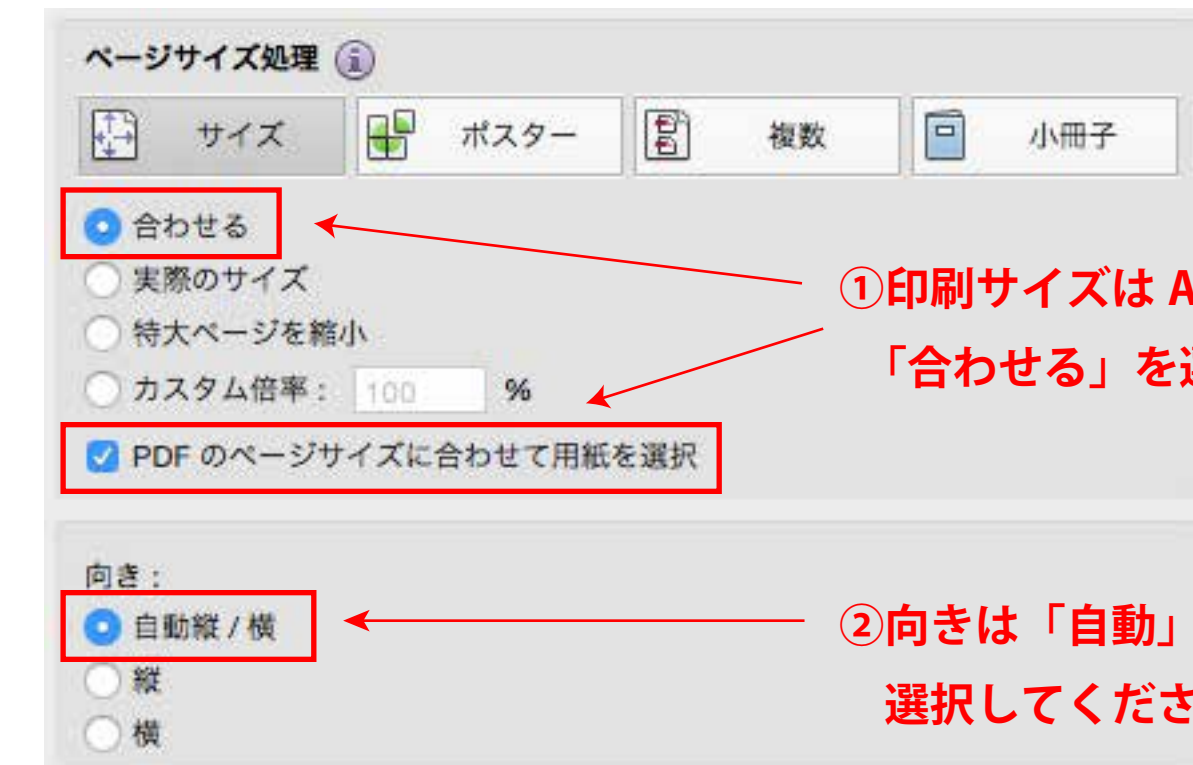 ページサイズ処理 i
サイズ ポスター 複数 小冊子
合わせる
実際のサイズ
特大ページを縮小
カスタム倍率： 100 %
PDF のページサイズに合わせて用紙を選択
①印刷サイズは A
「合わせる」を選
向き：
自動縦 / 横
縦
横
②向きは「自動」
選択してくださ